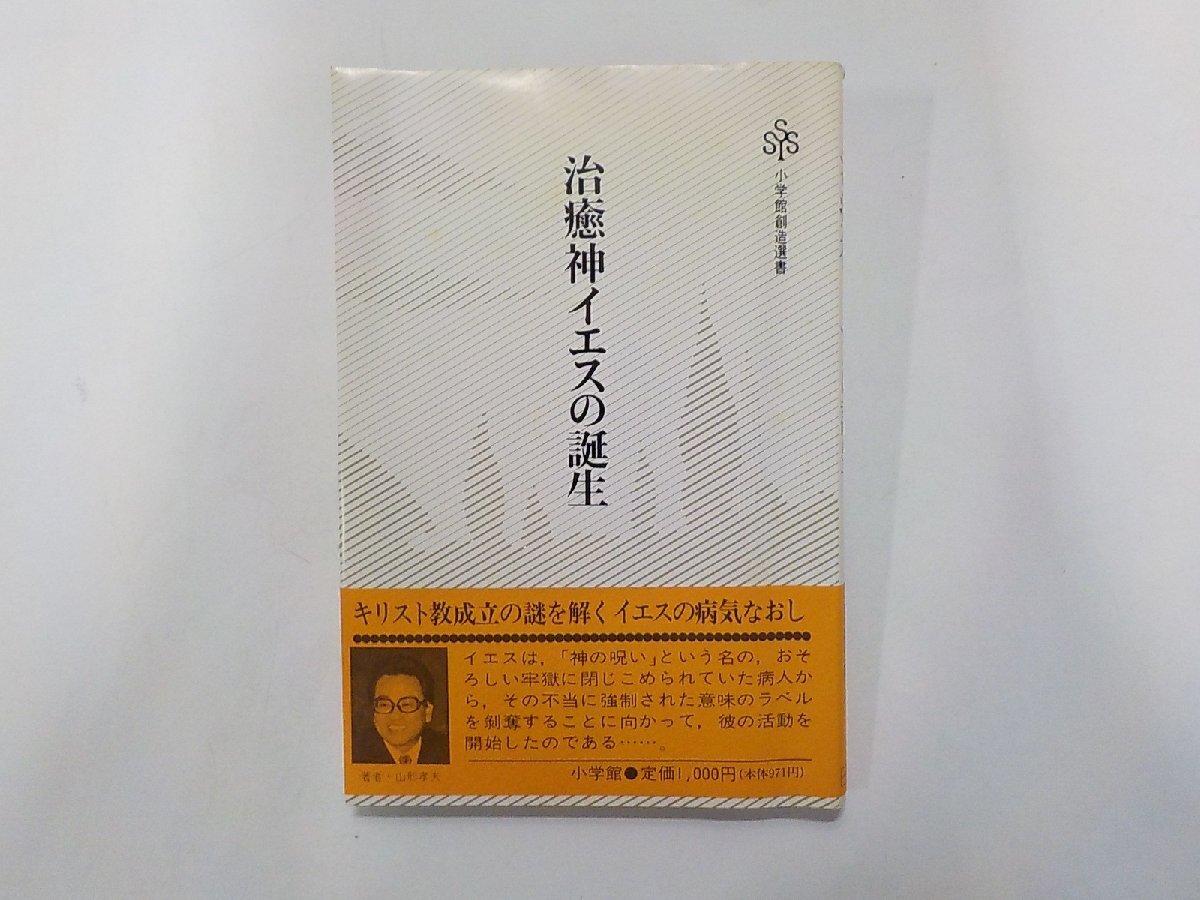 SSS
小学館創造選書
治癒神イエスの誕生
キリスト教成立の謎を解くイエスの病気なおし
イエスは，「神の呪い」という名の，おそ
ろしい牢獄に閉じこめられていた病人か
ら，その不当に強制された意味のラベル
を剝奪することに向かって，彼の活動を
開始したのである……。
著者・山形孝夫
小学館●定価1,000円(本体971円)